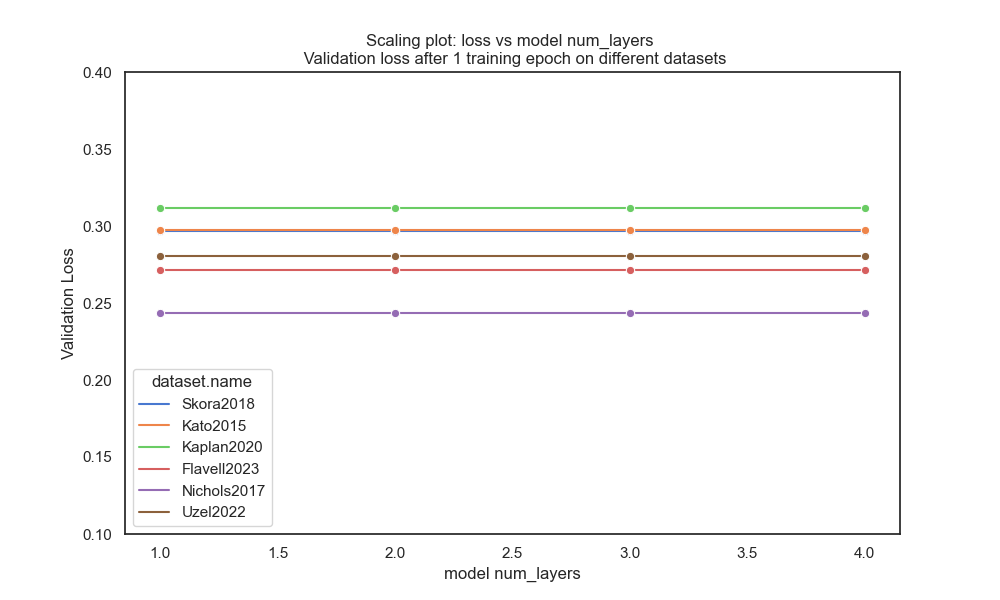 Scaling plot: loss vs model num_layers
Validation loss after 1 training epoch on different datasets
0.40
0.35
0.30
0.25
0.20
0.15
0.10
Validation Loss
dataset.name
Skora2018
Kato2015
Kaplan2020
Flavell2023
Nichols2017
Uzel2022
1.0 1.5 2.0 2.5 3.0 3.5 4.0
model num_layers